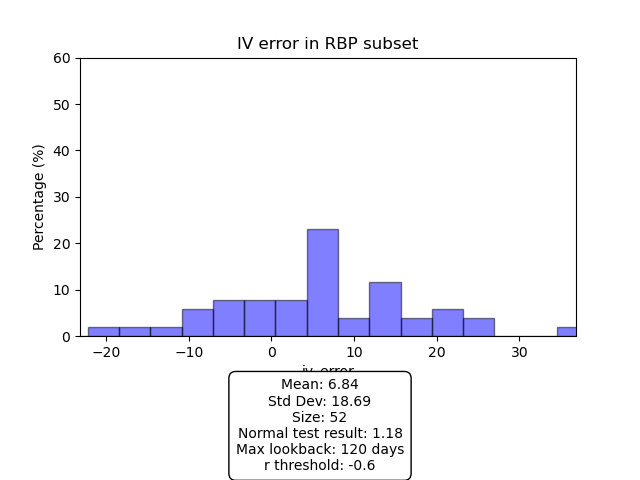 IV error in RBP subset
60
50
40
30
20
10
0
Percentage (%)
−20
−10
0
10
20
30
iv_error
Mean: 6.84
Std Dev: 18.69
Size: 52
Normal test result: 1.18
Max lookback: 120 days
r threshold: -0.6